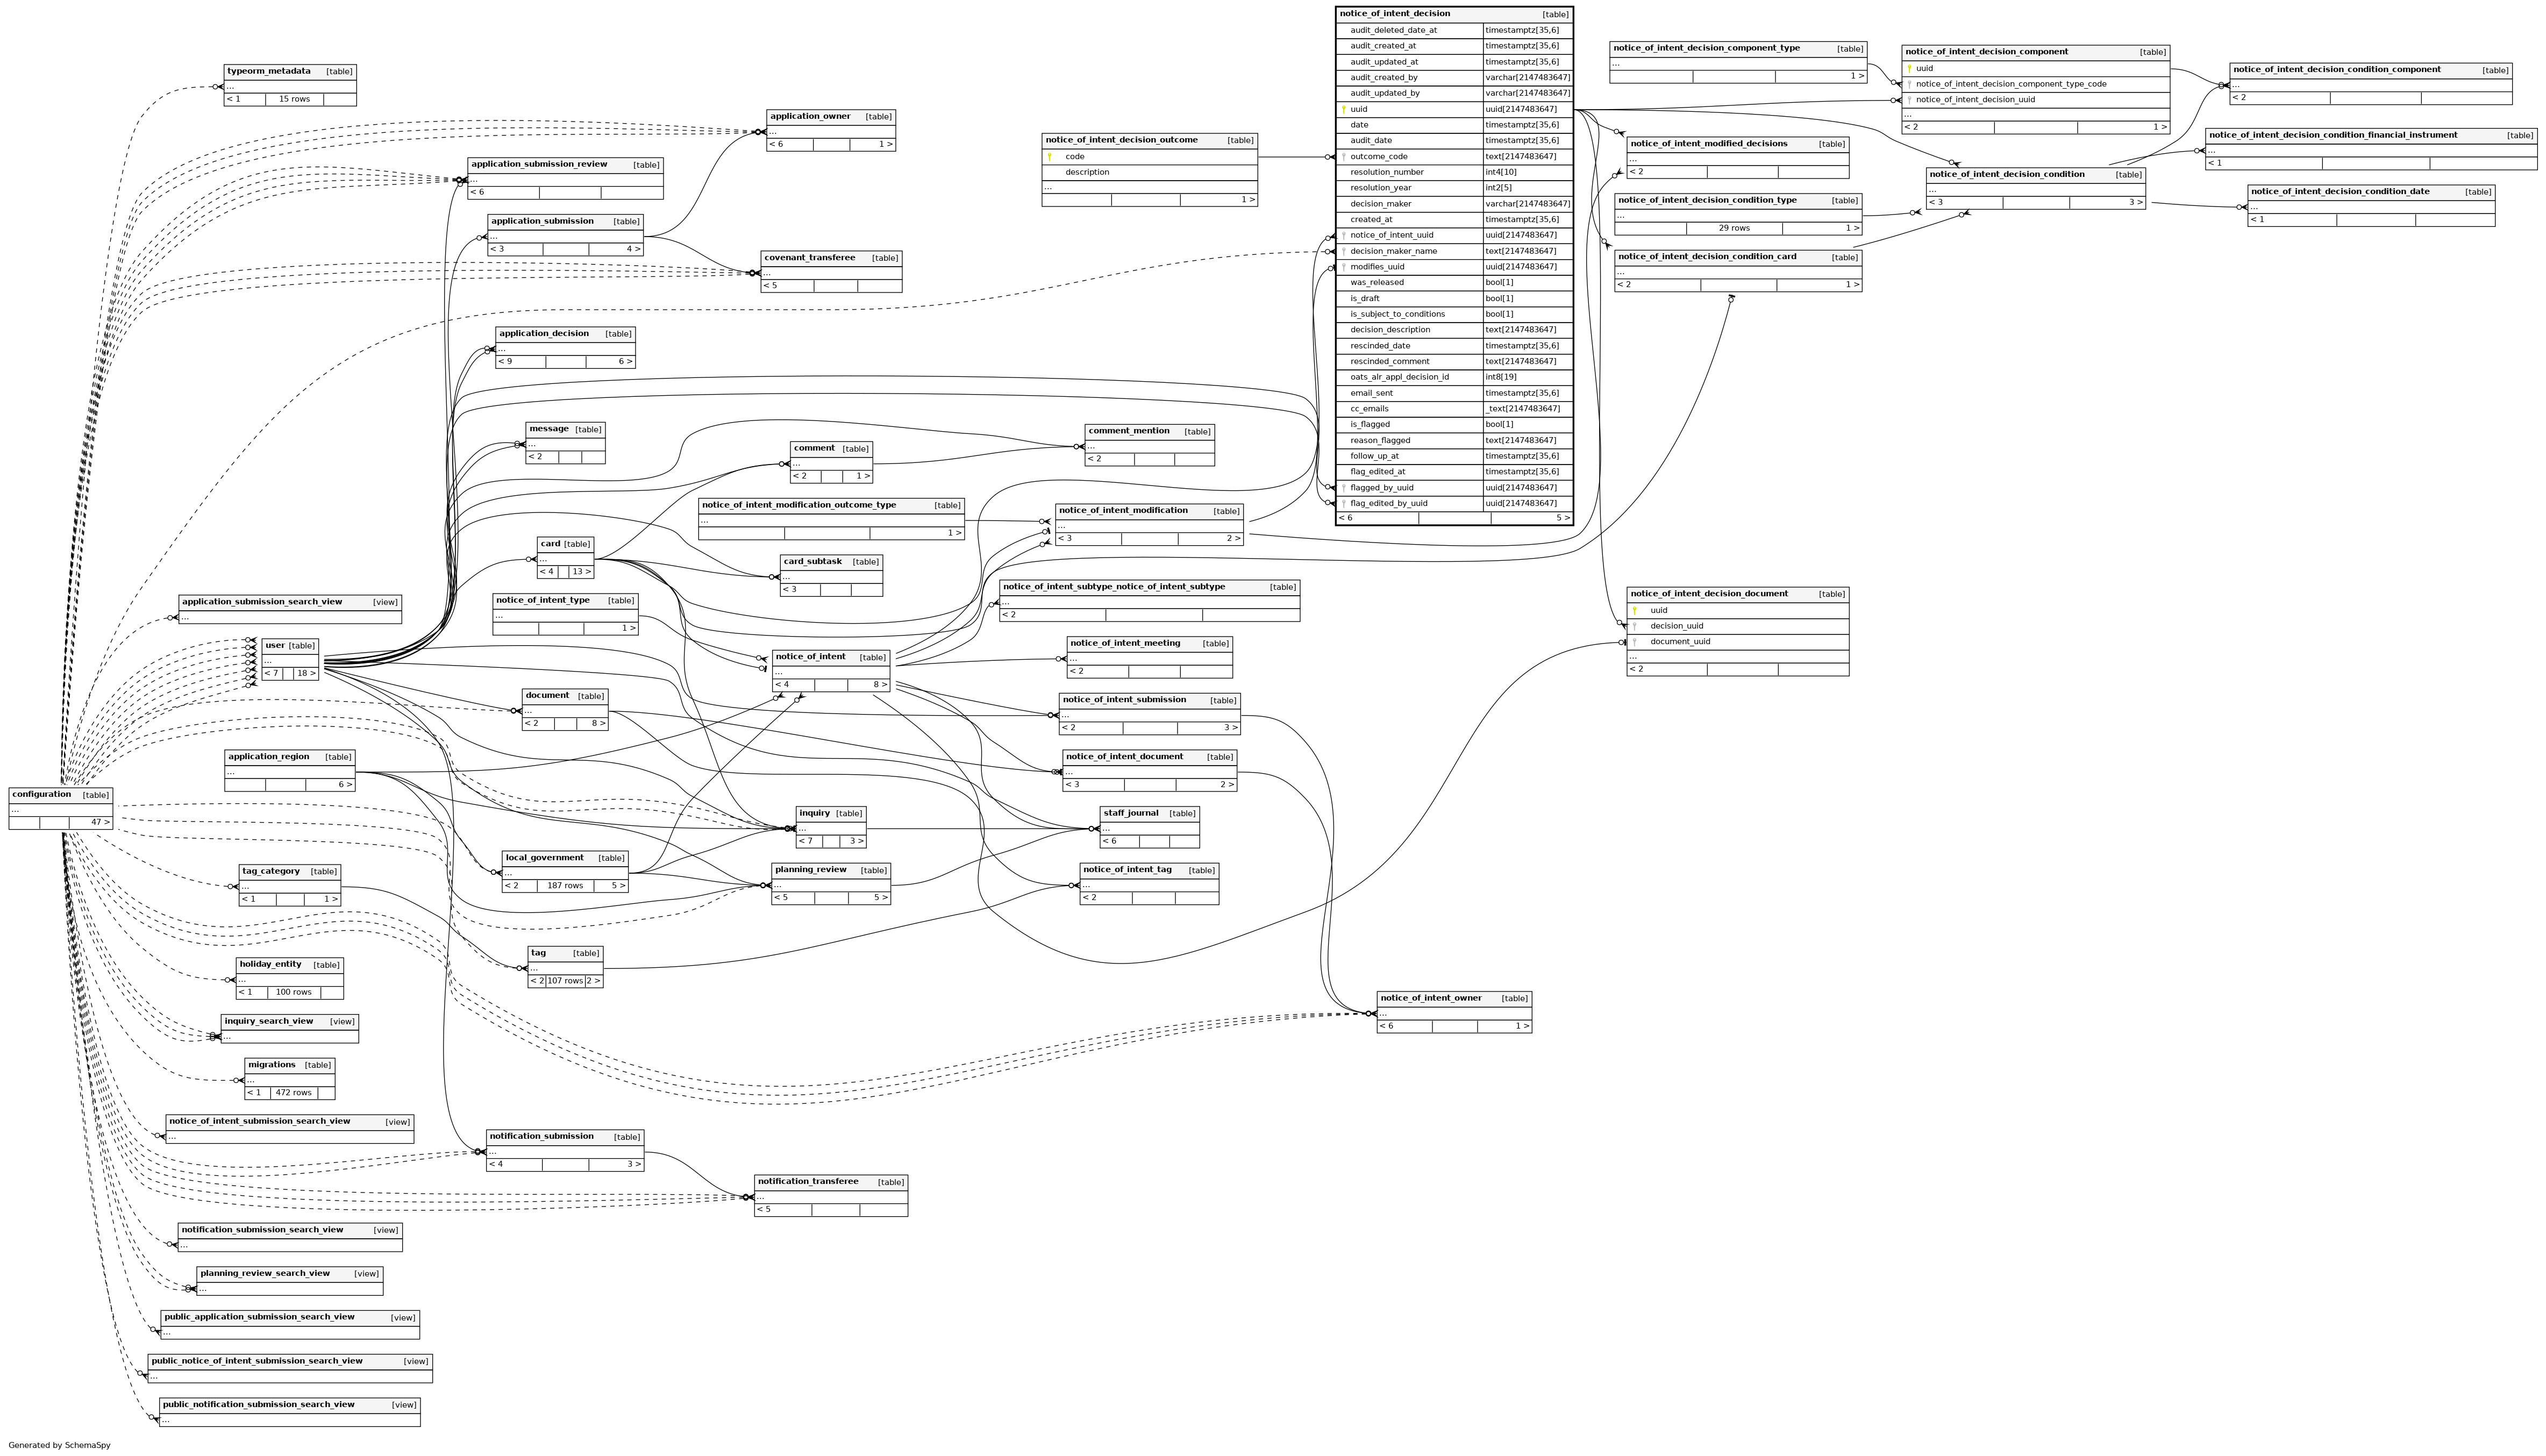 notice_of_intent_decision [table]
audit_deleted_date_at timestamptz[35,6]
audit_created_at timestamptz[35,6]
audit_updated_at timestamptz[35,6]
audit_created_by varchar[2147483647]
audit_updated_by varchar[2147483647]
uuid uuid[2147483647]
date timestamptz[35,6]
audit_date timestamptz[35,6]
outcome_code text[2147483647]
resolution_number int4[10]
resolution_year int2[5]
decision_maker varchar[2147483647]
created_at timestamptz[35,6]
notice_of_intent_uuid uuid[2147483647]
decision_maker_name text[2147483647]
modifies_uuid uuid[2147483647]
was_released bool[1]
is_draft bool[1]
is_subject_to_conditions bool[1]
decision_description text[2147483647]
rescinded_date timestamptz[35,6]
rescinded_comment text[2147483647]
oats_alr_appl_decision_id int8[19]
email_sent timestamptz[35,6]
cc_emails _text[2147483647]
is_flagged bool[1]
reason_flagged text[2147483647]
follow_up_at timestamptz[35,6]
flag_edited_at timestamptz[35,6]
flagged_by_uuid uuid[2147483647]
flag_edited_by_uuid uuid[2147483647]
< 6 5 >
notice_of_intent_decision_component_type [table]
...
1 >
notice_of_intent_decision_component [table]
uuid
notice_of_intent_decision_component_type_code
notice_of_intent_decision_uuid
...
< 2 1 >
notice_of_intent_decision_condition_component [table]
...
< 2
notice_of_intent_decision_condition_financial_instrument [table]
...
< 1
notice_of_intent_modified_decisions [table]
...
< 2
notice_of_intent_decision_condition [table]
...
< 3 3 >
notice_of_intent_decision_condition_date [table]
...
< 1
notice_of_intent_decision_condition_type [table]
...
29 rows 1 >
notice_of_intent_decision_condition_card [table]
...
< 2 1 >
typeorm_metadata [table]
...
< 1 15 rows
application_owner [table]
...
< 6 1 >
notice_of_intent_decision_outcome [table]
code
description
...
1 >
application_submission_review [table]
...
< 6
application_submission [table]
...
< 3 4 >
covenant_transferee [table]
...
< 5
application_decision [table]
...
< 9 6 >
message [table]
...
< 2
comment [table]
...
< 2 1 >
comment_mention [table]
...
< 2
notice_of_intent_modification_outcome_type [table]
...
1 >
notice_of_intent_modification [table]
...
< 3 2 >
card [table]
...
< 4 13 >
card_subtask [table]
...
< 3
notice_of_intent_type [table]
...
1 >
notice_of_intent_subtype_notice_of_intent_subtype [table]
...
< 2
notice_of_intent_decision_document [table]
uuid
decision_uuid
document_uuid
...
< 2
application_submission_search_view [view]
...
user [table]
...
< 7 18 >
notice_of_intent [table]
...
< 4 8 >
notice_of_intent_meeting [table]
...
< 2
document [table]
...
< 2 8 >
notice_of_intent_submission [table]
...
< 2 3 >
application_region [table]
...
6 >
notice_of_intent_document [table]
...
< 3 2 >
configuration [table]
...
47 >
inquiry [table]
...
< 7 3 >
staff_journal [table]
...
< 6
tag_category [table]
...
< 1 1 >
local_government [table]
...
< 2 187 rows 5 >
planning_review [table]
...
< 5 5 >
notice_of_intent_tag [table]
...
< 2
tag [table]
...
< 2 107 rows 2 >
holiday_entity [table]
...
< 1 100 rows
notice_of_intent_owner [table]
...
< 6 1 >
inquiry_search_view [view]
...
migrations [table]
...
< 1 472 rows
notice_of_intent_submission_search_view [view]
...
notification_submission [table]
...
< 4 3 >
notification_transferee [table]
...
< 5
notification_submission_search_view [view]
...
planning_review_search_view [view]
...
public_application_submission_search_view [view]
...
public_notice_of_intent_submission_search_view [view]
...
public_notification_submission_search_view [view]
...
Generated by SchemaSpy